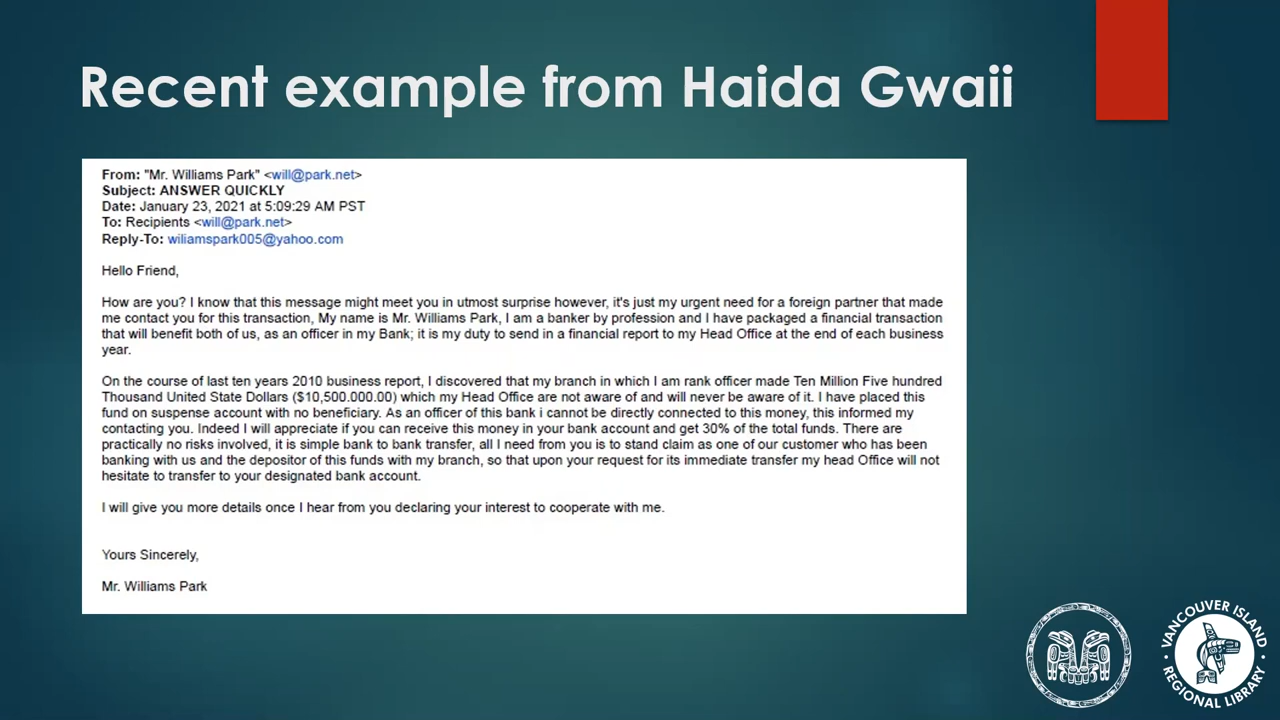 Recent example from Haida Gwaii
From: "Mr. Williams Park" <will@park.net>
Subject: ANSWER QUICKLY
Date: January 23, 2021 at 5:09:29 AM PST
To: Recipients <will@park.net>
Reply-To: wiliamspark005@yahoo.com
Hello Friend,
How are you? I know that this message might meet you in utmost surprise however, it's just my urgent need for a foreign partner that made
me contact you for this transaction, My name is Mr. Williams Park, I am a banker by profession and I have packaged a financial transaction
that will benefit both of us, as an officer in my Bank; it is my duty to send in a financial report to my Head Office at the end of each business
year.
On the course of last ten years 2010 business report, I discovered that my branch in which I am rank officer made Ten Million Five hundred
Thousand United State Dollars ($10,500.000.00) which my Head Office are not aware of and will never be aware of it. I have placed this
fund on suspense account with no beneficiary. As an officer of this bank i cannot be directly connected to this money, this informed my
contacting you. Indeed I will appreciate if you can receive this money in your bank account and get 30% of the total funds. There are
practically no risks involved, it is simple bank to bank transfer, all I need from you is to stand claim as one of our customer who has been
banking with us and the depositor of this funds with my branch, so that upon your request for its immediate transfer my head Office will not
hesitate to transfer to your designated bank account.
I will give you more details once I hear from you declaring your interest to cooperate with me.
Yours Sincerely,
Mr. Williams Park
VANCOUVER ISLAND
REGIONAL LIBRARY